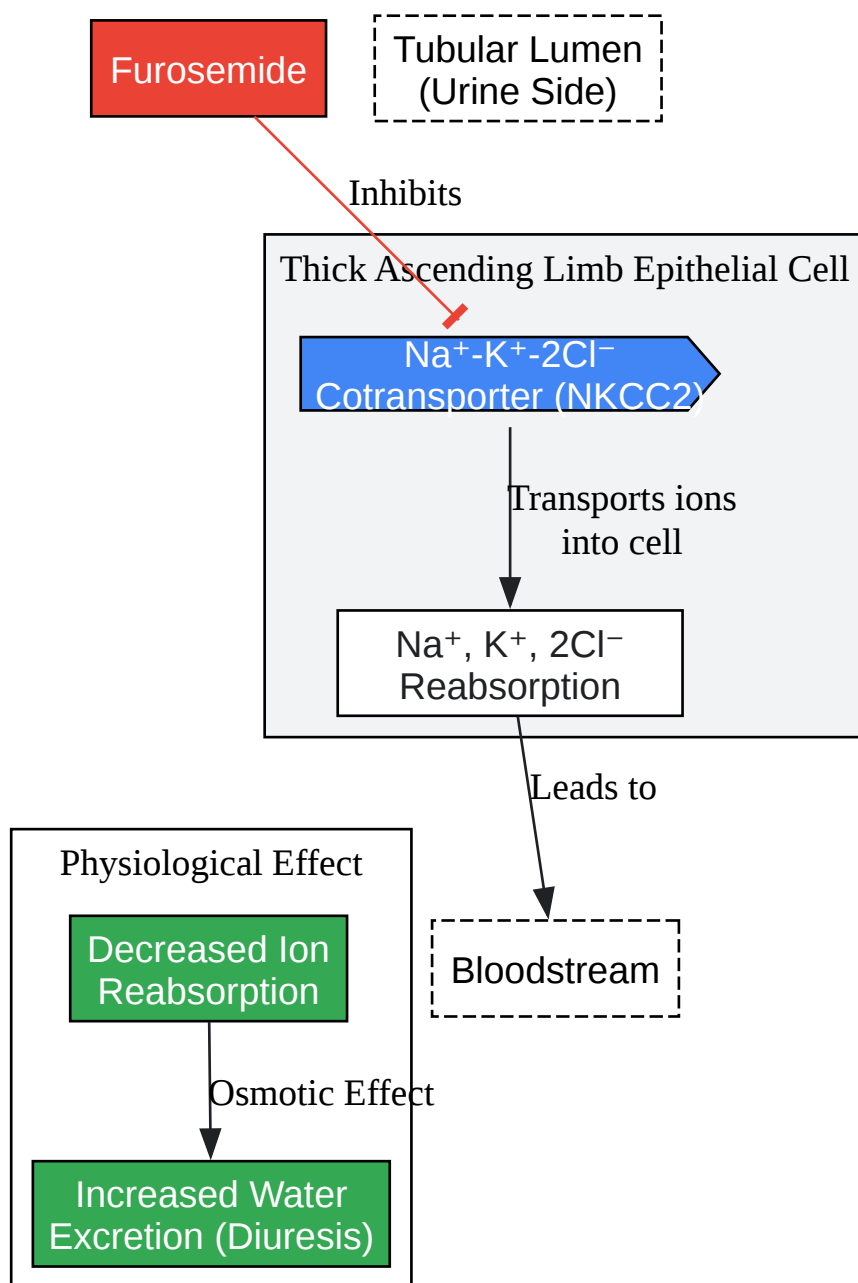 Furosemide
Tubular Lumen
(Urine Side)
Inhibits
Thick Ascending Limb Epithelial Cell
Na⁺-K⁺-2Cl⁻
Cotransporter (NKCC2)
Transports ions
into cell
Na⁺, K⁺, 2Cl⁻
Reabsorption
Leads to
Physiological Effect
Decreased Ion
Reabsorption
Bloodstream
Osmotic Effect
Increased Water
Excretion (Diuresis)